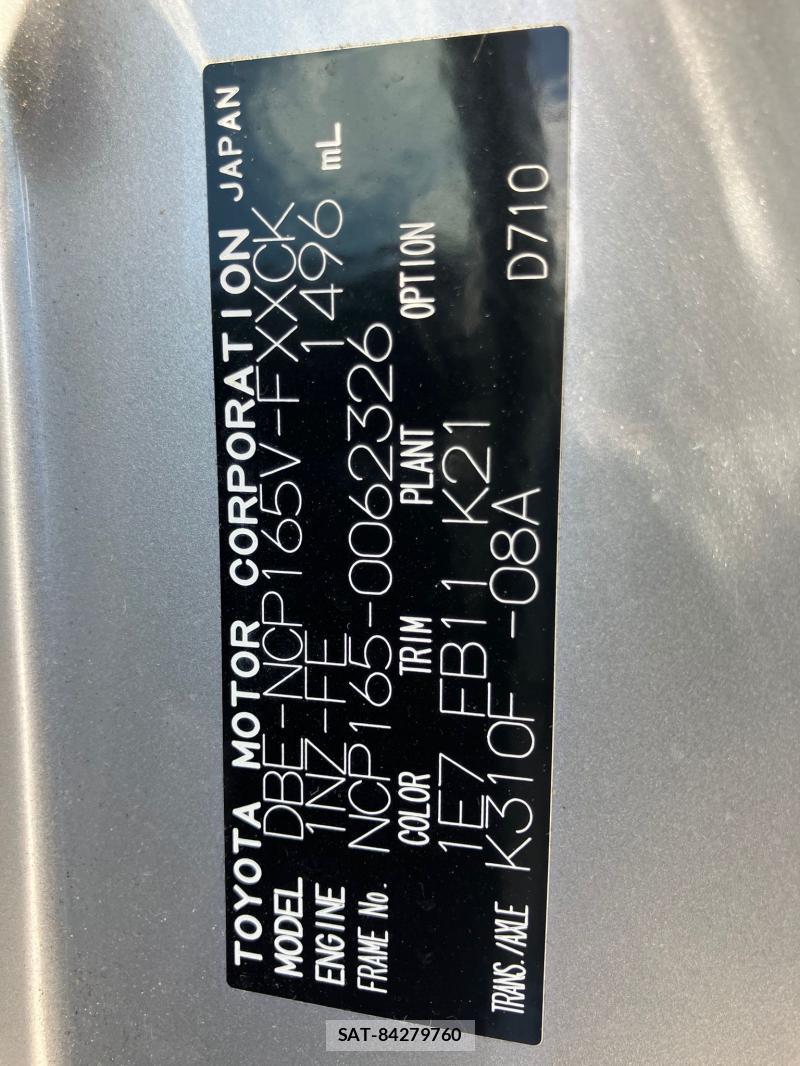 TOYOTA MOTOR CORPORATION JAPAN
MODEL DBE-NCP165V-FXXCK
ENGINE 1NZ-FE 1496 mL
FRAME No. NCP165-0062326
COLOR TRIM PLANT OPTION
1E7 FB11 K21
TRANS./AXLE K310F -08A D710
SAT-84279760